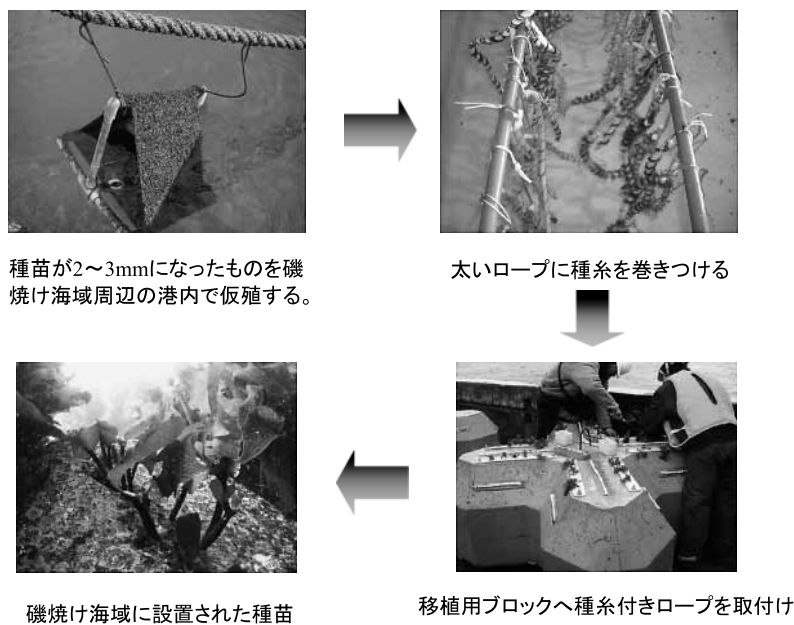 種苗が2～3mmになったものを磯
焼け海域周辺の港内で仮殖する。
太いロープに種糸を巻きつける
移植用ブロックへ種糸付きロープを取付け
磯焼け海域に設置された種苗